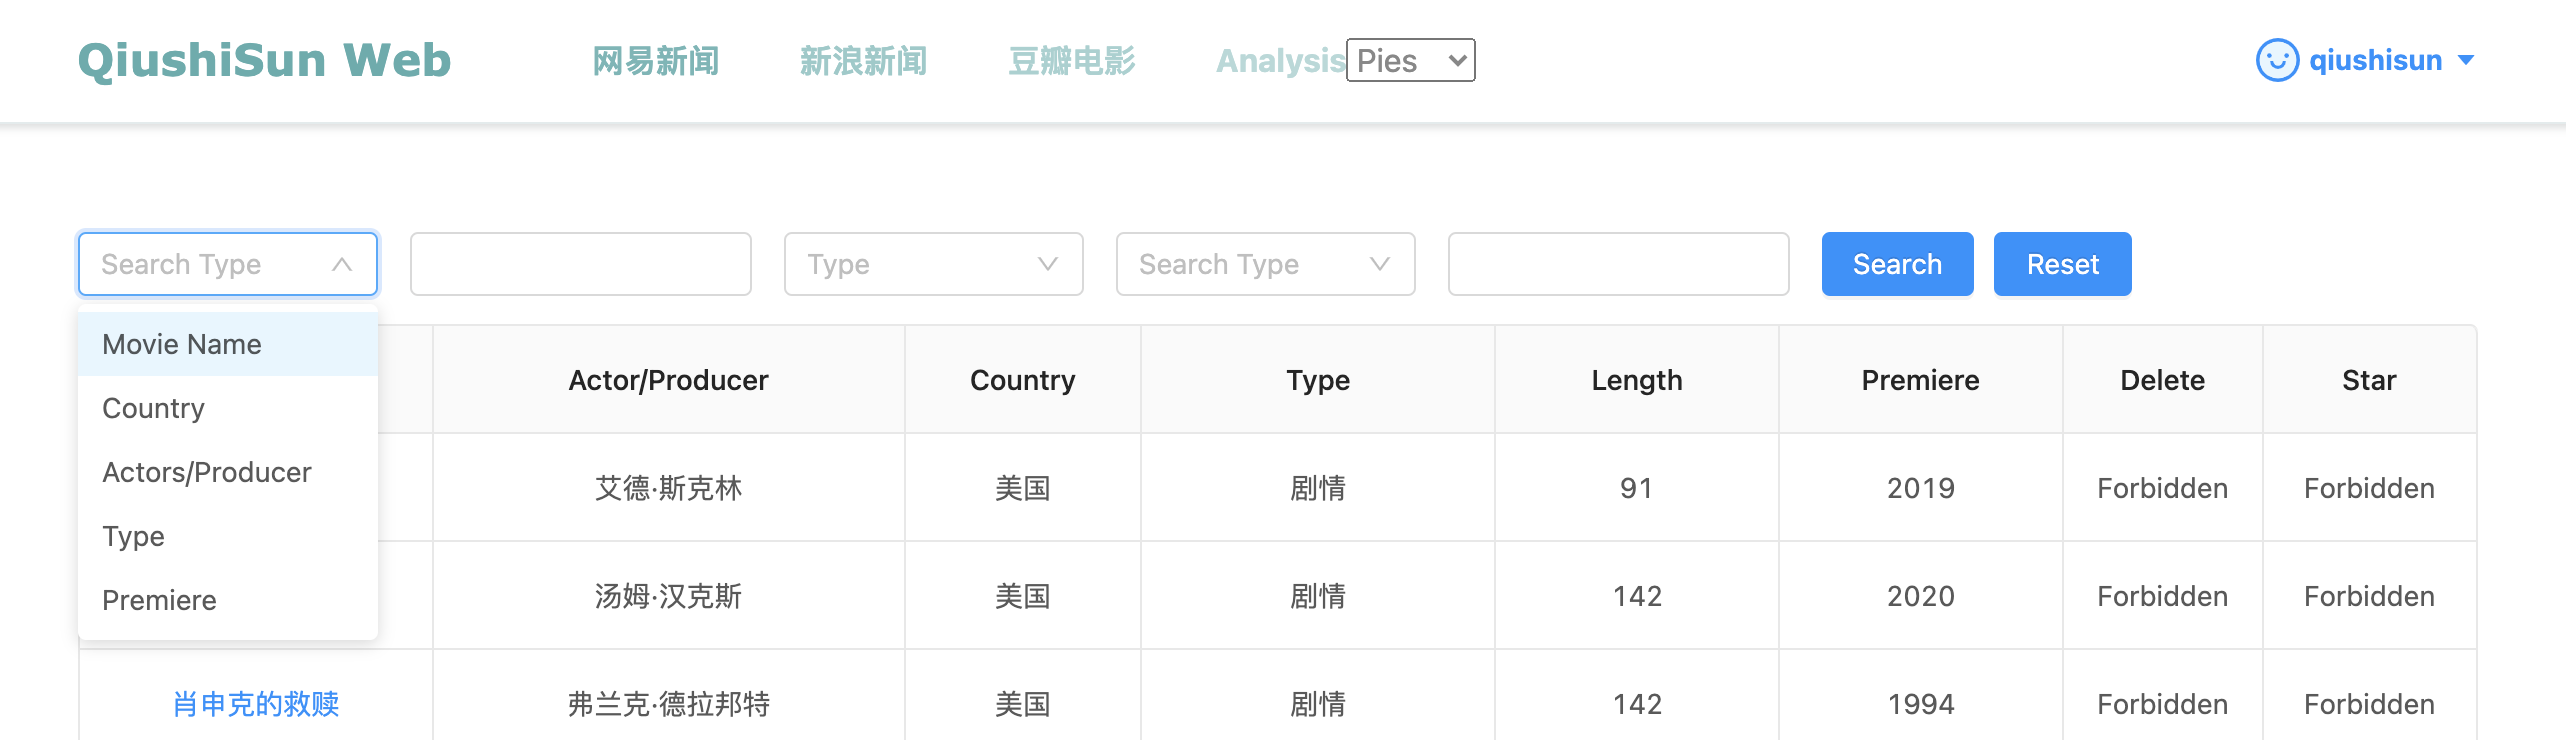 QiushiSun Web 网易新闻 新浪新闻 豆瓣电影 Analysis Pies qiushisun
Search Type Type Search Type Search Reset
Movie Name
Country
Actors/Producer
Type
Premiere
Actor/Producer Country Type Length Premiere Delete Star
艾德·斯克林 美国 剧情 91 2019 Forbidden Forbidden
汤姆·汉克斯 美国 剧情 142 2020 Forbidden Forbidden
肖申克的救赎 弗兰克·德拉邦特 美国 剧情 142 1994 Forbidden Forbidden